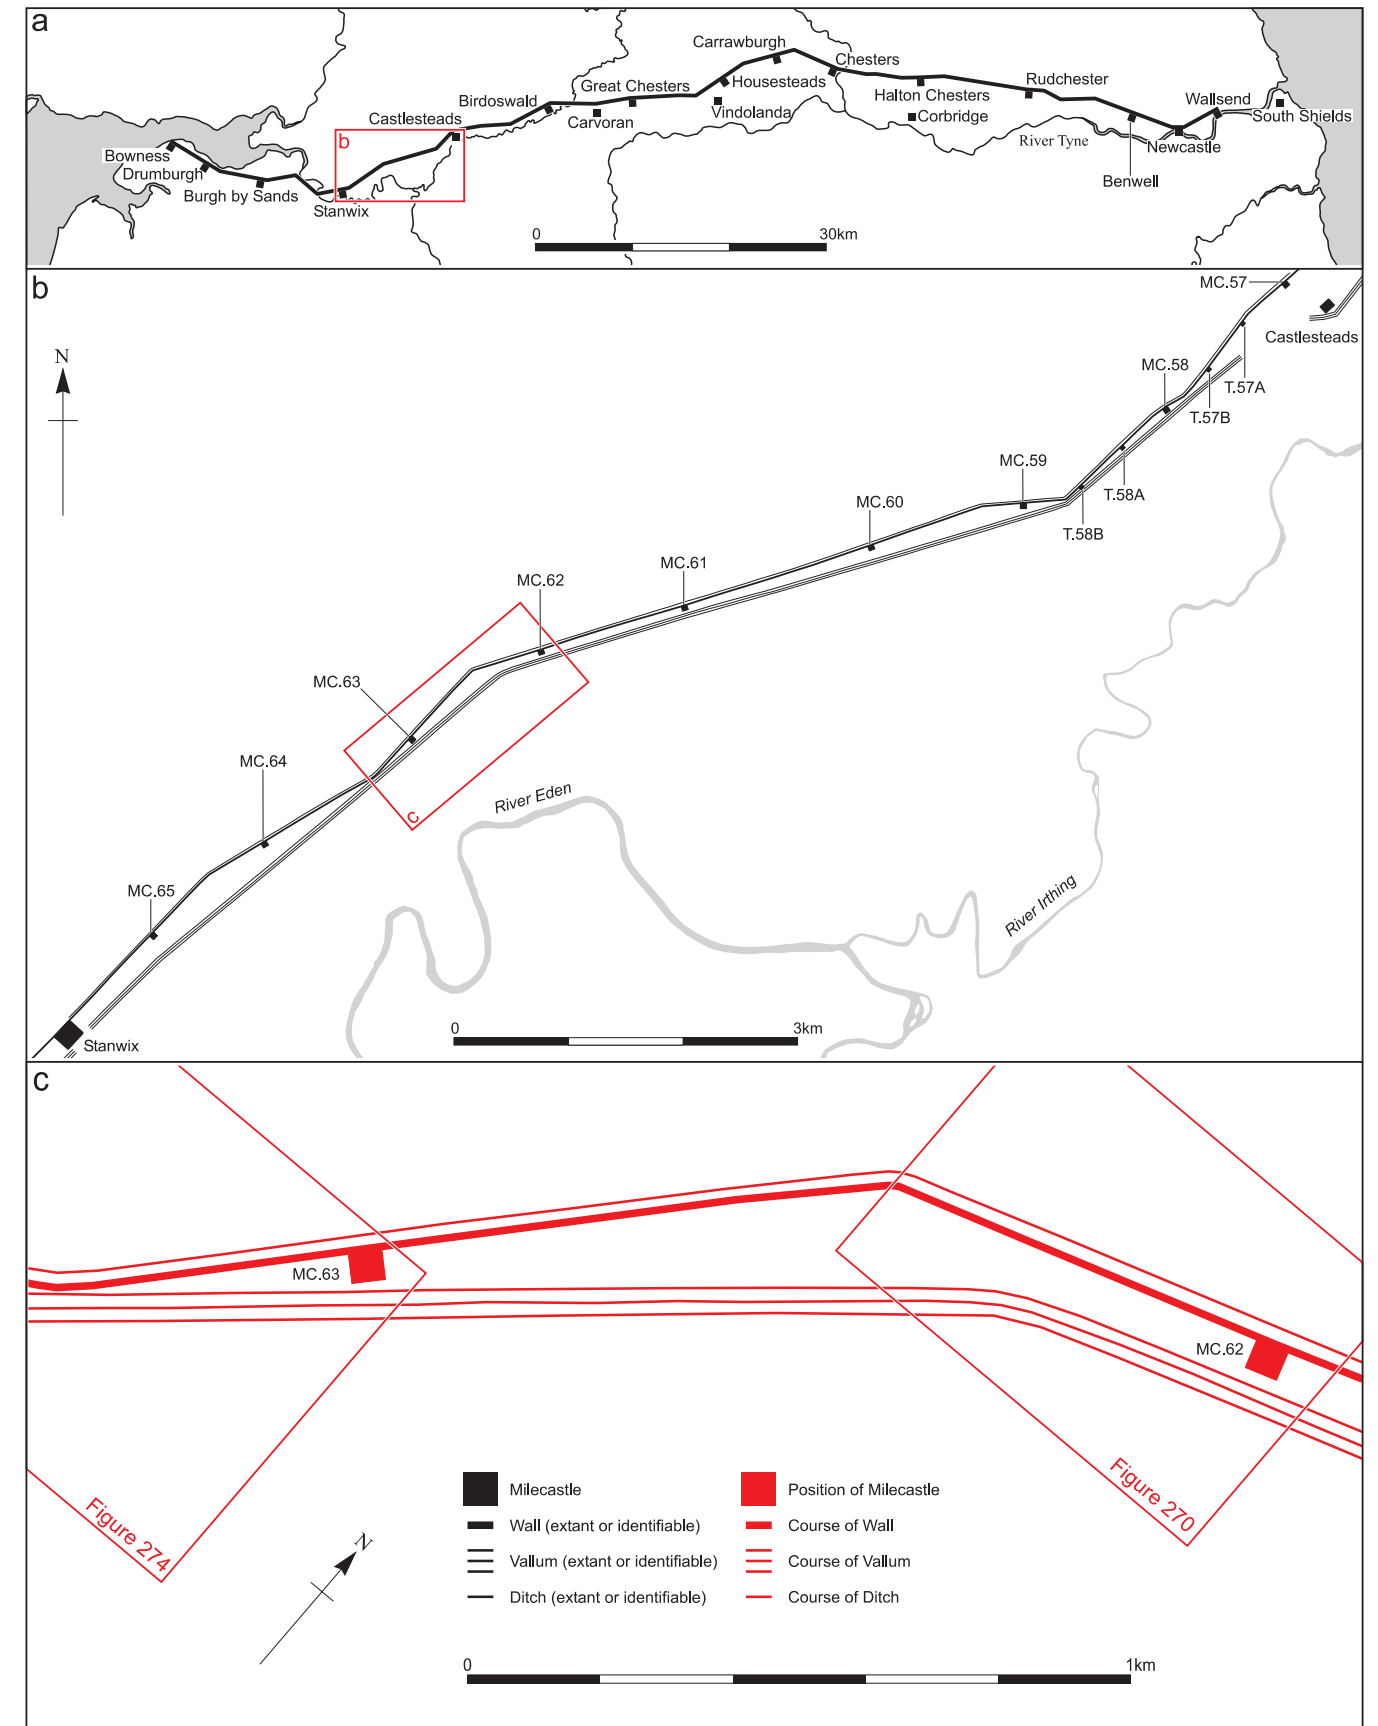 a
Carrawburgh
Chesters
Great Chesters
Housesteads
Rudchester
Birdoswald
Halton Chesters
Wallsend
Castlesteads
Carvoran
Vindolanda
Corbridge
South Shields
b
River Tyne
Newcastle
Bowness
Drumburgh
Burgh by Sands
Stanwix
Benwell
0 30km
b
MC.57
N
Castlesteads
MC.58
T.57A
T.57B
MC.59
T.58A
MC.60
T.58B
MC.61
MC.62
MC.63
MC.64
c
River Eden
MC.65
River Irthing
0 3km
Stanwix
c
MC.63
MC.62
Figure 274
Figure 270
N
Milecastle
Wall (extant or identifiable)
Vallum (extant or identifiable)
Ditch (extant or identifiable)
Position of Milecastle
Course of Wall
Course of Vallum
Course of Ditch
0 1km